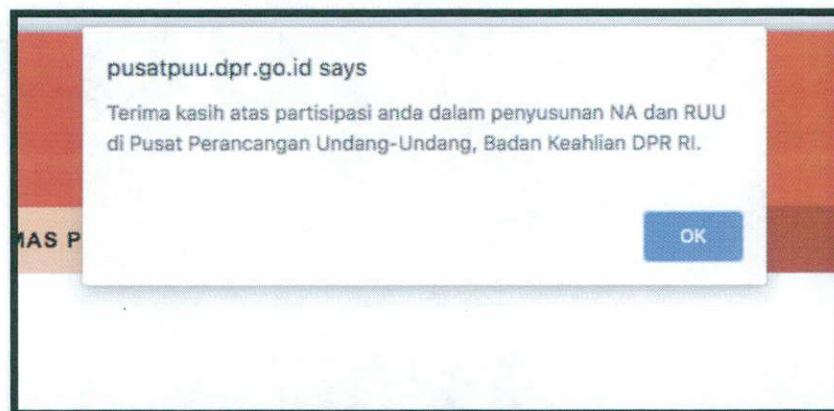 pusatpuu.dpr.go.id says
Terima kasih atas partisipasi anda dalam penyusunan NA dan RUU
di Pusat Perancangan Undang-Undang, Badan Keahlian DPR RI.
MAS P
OK